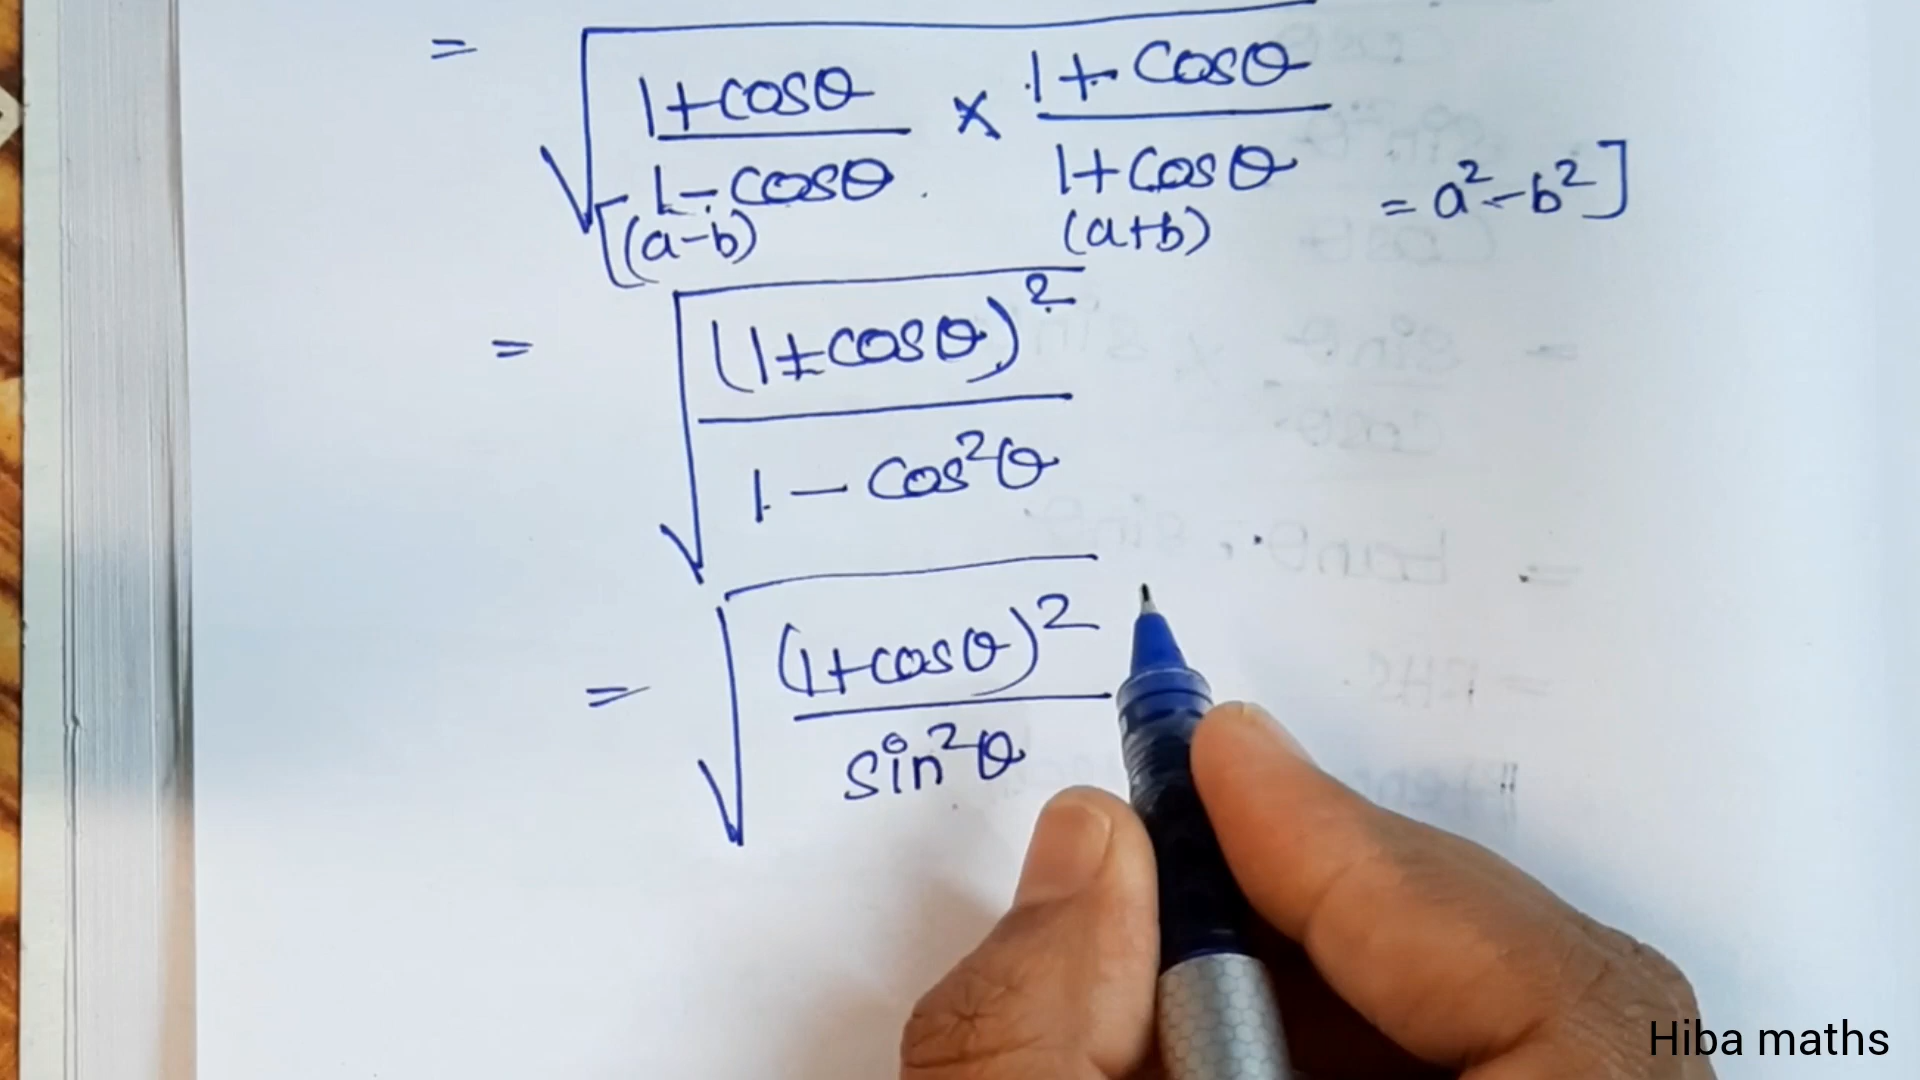 = √ 1+cosθ/1-cosθ × 1+cosθ/1+cosθ
[(a-b) (a+b) = a²-b²]
= √ (1+cosθ)²/1-cos²θ
= √ (1+cosθ)²/sin²θ
Hiba maths